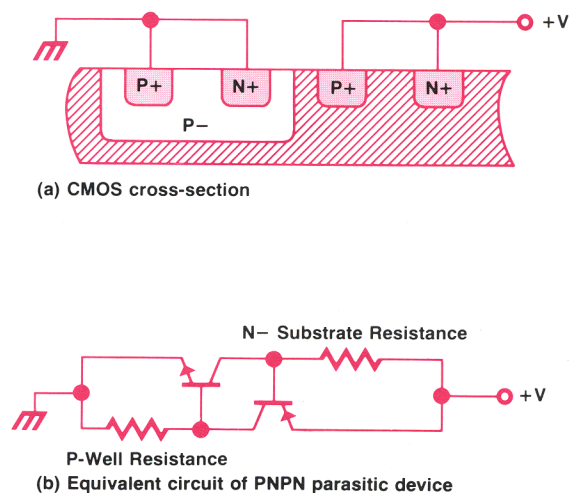 +V
P+ N+ P+ N+
P−
(a) CMOS cross-section
N− Substrate Resistance
+V
P-Well Resistance
(b) Equivalent circuit of PNPN parasitic device